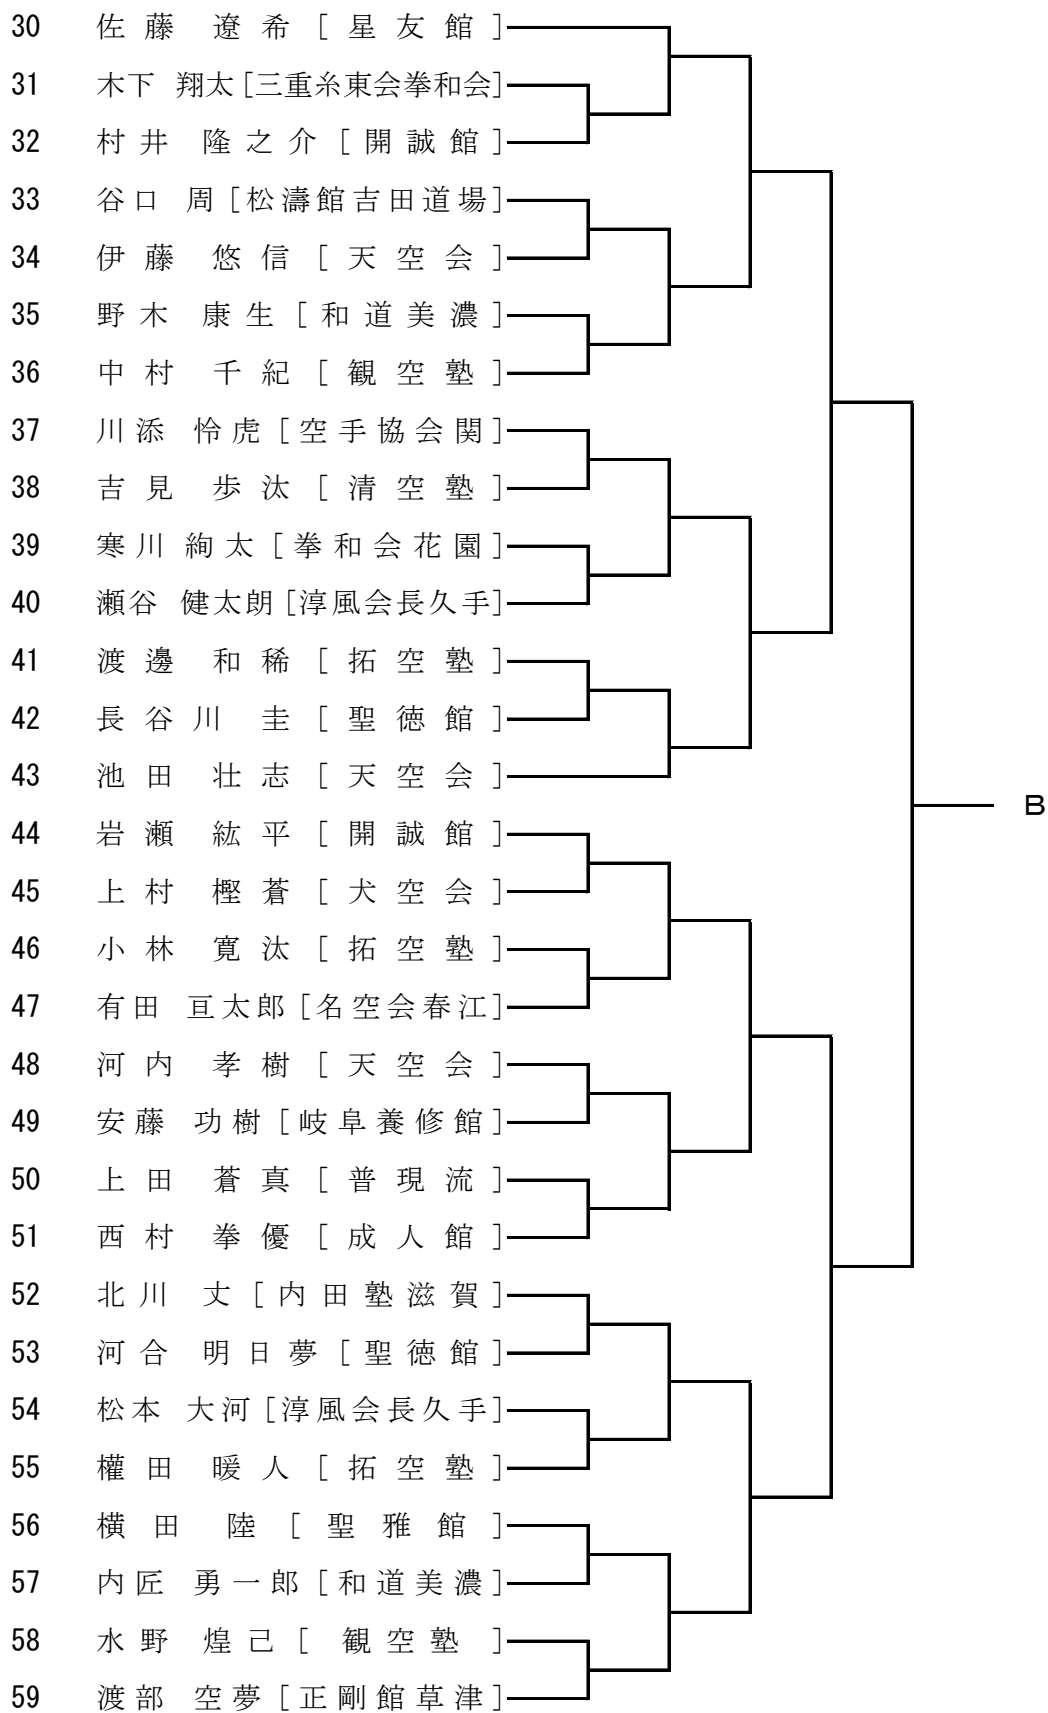 30 佐藤 遼希 [ 星友館 ]
31 木下 翔太 [三重糸東会拳和会]
32 村井 隆之介 [ 開誠館 ]
33 谷口 周 [松濤館吉田道場]
34 伊藤 悠信 [ 天空会 ]
35 野木 康生 [ 和道美濃 ]
36 中村 千紀 [ 観空塾 ]
37 川添 怜虎 [ 空手協会関 ]
38 吉見 歩汰 [ 清空塾 ]
39 寒川 絢太 [ 拳和会花園 ]
40 瀬谷 健太朗 [淳風会長久手]
41 渡邊 和稀 [ 拓空塾 ]
42 長谷川 圭 [ 聖徳館 ]
43 池田 壮志 [ 天空会 ]
B
44 岩瀬 紘平 [ 開誠館 ]
45 上村 樫蒼 [ 犬空会 ]
46 小林 寛汰 [ 拓空塾 ]
47 有田 亘太郎 [名空会春江]
48 河内 孝樹 [ 天空会 ]
49 安藤 功樹 [ 岐阜養修館 ]
50 上田 蒼真 [ 普現流 ]
51 西村 拳優 [ 成人館 ]
52 北川 丈 [ 内田塾滋賀 ]
53 河合 明日夢 [ 聖徳館 ]
54 松本 大河 [淳風会長久手]
55 權田 暖人 [ 拓空塾 ]
56 横田 陸 [ 聖雅館 ]
57 内匠 勇一郎 [ 和道美濃 ]
58 水野 煌己 [ 観空塾 ]
59 渡部 空夢 [ 正剛館草津 ]